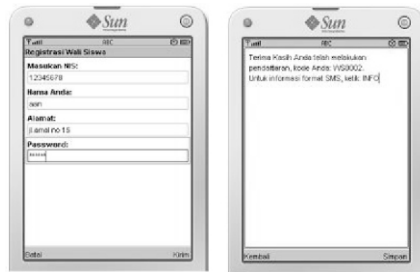 Sun
ABC
Registrasi Wali Siswa
Masukan NIS:
12345678
Nama Anda:
aan
Alamat:
jl.amal no 15
Password:
******
Batal Kirim
Sun
ABC
Terima Kasih Anda telah melakukan
pendaftaran, kode Anda: WS0002.
Untuk informasi format SMS, ketik: INFO
Kembali Simpan